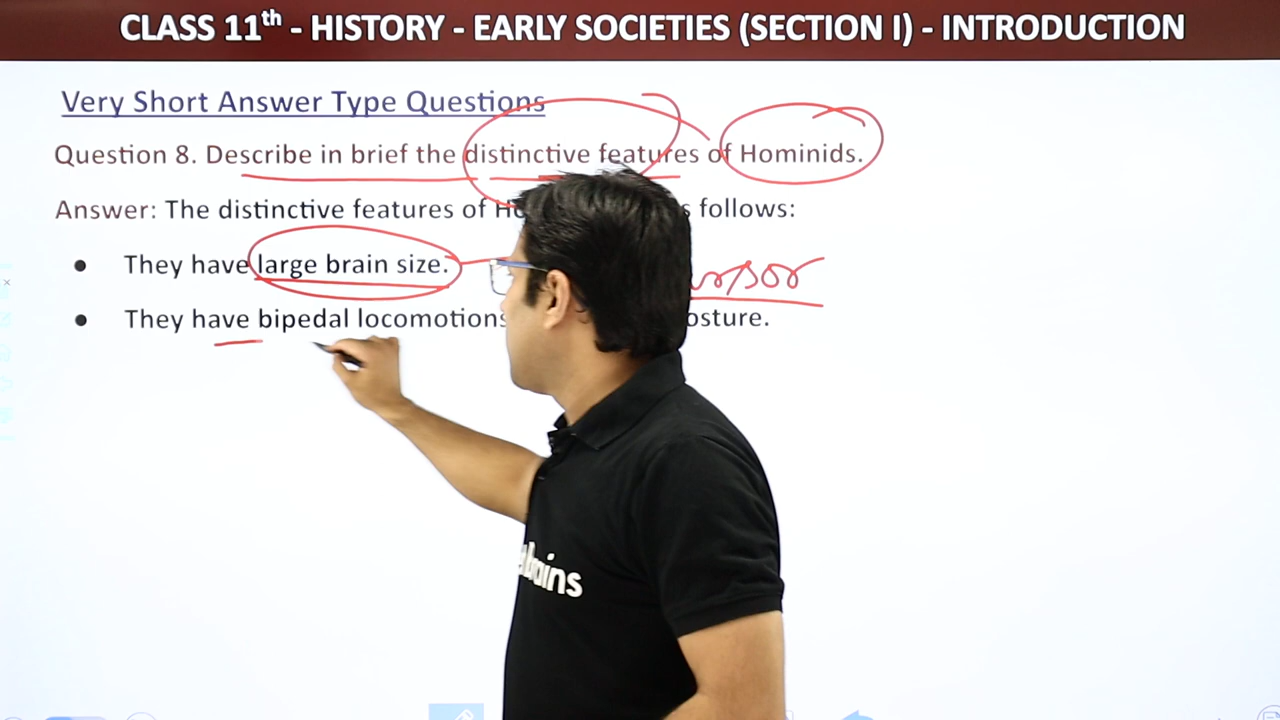 CLASS 11th - HISTORY - EARLY SOCIETIES (SECTION I) - INTRODUCTION
Very Short Answer Type Questions
Question 8. Describe in brief the distinctive features of Hominids.
Answer: The distinctive features of follows:
● They have large brain size.
● They have bipedal locomotions